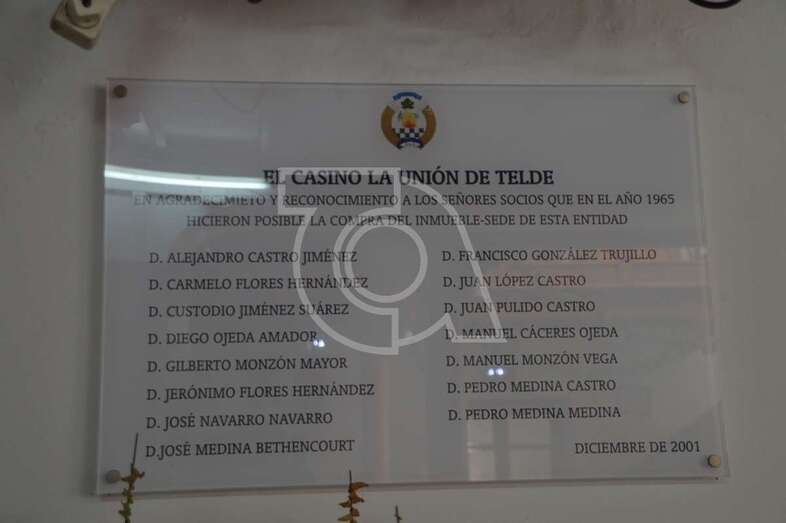 EL CASINO LA UNIÓN DE TELDE
EN AGRADECIMIETO Y RECONOCIMIENTO A LOS SEÑORES SOCIOS QUE EN EL AÑO 1965
HICIERON POSIBLE LA COMPRA DEL INMUEBLE-SEDE DE ESTA ENTIDAD
D. ALEJANDRO CASTRO JIMÉNEZ
D. CARMELO FLORES HERNÁNDEZ
D. CUSTODIO JIMÉNEZ SUÁREZ
D. DIEGO OJEDA AMADOR
D. GILBERTO MONZÓN MAYOR
D. JERÓNIMO FLORES HERNÁNDEZ
D. JOSÉ NAVARRO NAVARRO
D.JOSÉ MEDINA BETHENCOURT
D. FRANCISCO GONZÁLEZ TRUJILLO
D. JUAN LÓPEZ CASTRO
D. JUAN PULIDO CASTRO
D. MANUEL CÁCERES OJEDA
D. MANUEL MONZÓN VEGA
D. PEDRO MEDINA CASTRO
D. PEDRO MEDINA MEDINA
DICIEMBRE DE 2001